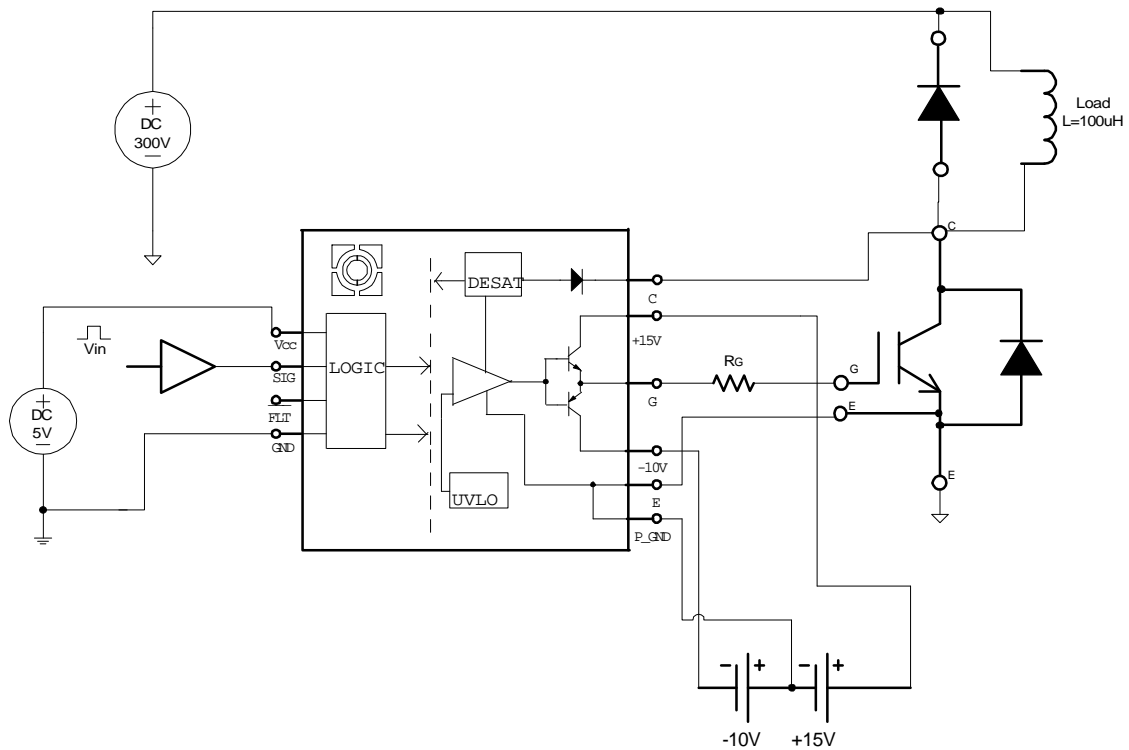 DC
300V
Load
L=100uH
C
DESAT
C
+15V
Vin
Vcc
SIG
LOGIC
RG
G
G
FLT
E
DC
5V
GND
-10V
E
UVLO
E
P_GND
-10V
+15V